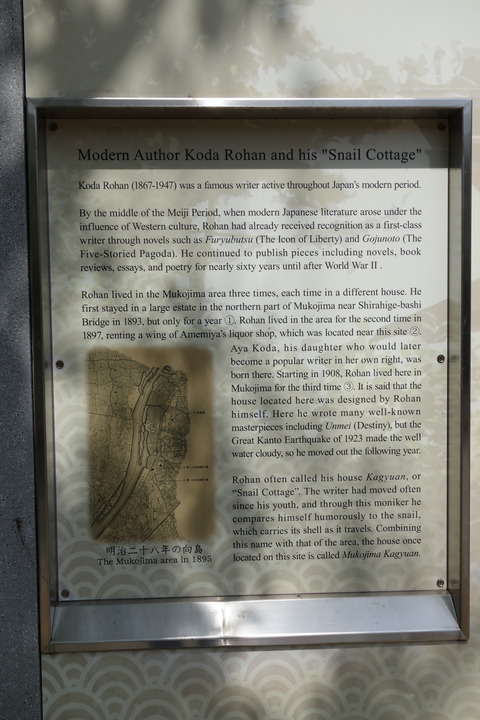 Modern Author Koda Rohan and his "Snail Cottage"
Koda Rohan (1867-1947) was a famous writer active throughout Japan's modern period.
By the middle of the Meiji Period, when modern Japanese literature arose under the
influence of Western culture, Rohan had already received recognition as a first-class
writer through novels such as Furyubutsu (The Icon of Liberty) and Gojunoto (The
Five-Storied Pagoda). He continued to publish pieces including novels, book
reviews, essays, and poetry for nearly sixty years until after World War II .
Rohan lived in the Mukojima area three times, each time in a different house. He
first stayed in a large estate in the northern part of Mukojima near Shirahige-bashi
Bridge in 1893, but only for a year ①. Rohan lived in the area for the second time in
1897, renting a wing of Amemiya's liquor shop, which was located near this site ②.
Aya Koda, his daughter who would later
become a popular writer in her own right, was
born there. Starting in 1908, Rohan lived here in
Mukojima for the third time ③. It is said that the
house located here was designed by Rohan
himself. Here he wrote many well-known
masterpieces including Unmei (Destiny), but the
Great Kanto Earthquake of 1923 made the well
water cloudy, so he moved out the following year.
Rohan often called his house Kagyuan, or
"Snail Cottage". The writer had moved often
since his youth, and through this moniker he
compares himself humorously to the snail,
which carries its shell as it travels. Combining
this name with that of the area, the house once
located on this site is called Mukojima Kagyuan.
明治二十八年の向島
The Mukojima area In 1895